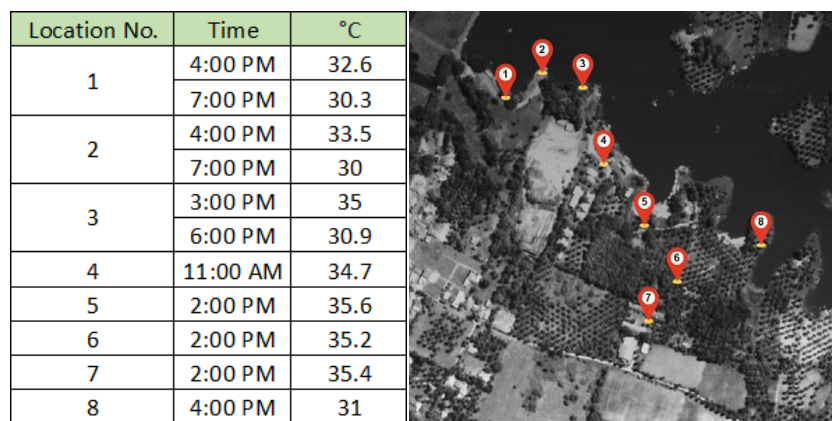 Location No. Time °C
1 4:00 PM 32.6
7:00 PM 30.3
2 4:00 PM 33.5
7:00 PM 30
3 3:00 PM 35
6:00 PM 30.9
4 11:00 AM 34.7
5 2:00 PM 35.6
6 2:00 PM 35.2
7 2:00 PM 35.4
8 4:00 PM 31
1
2
3
4
5
6
7
8